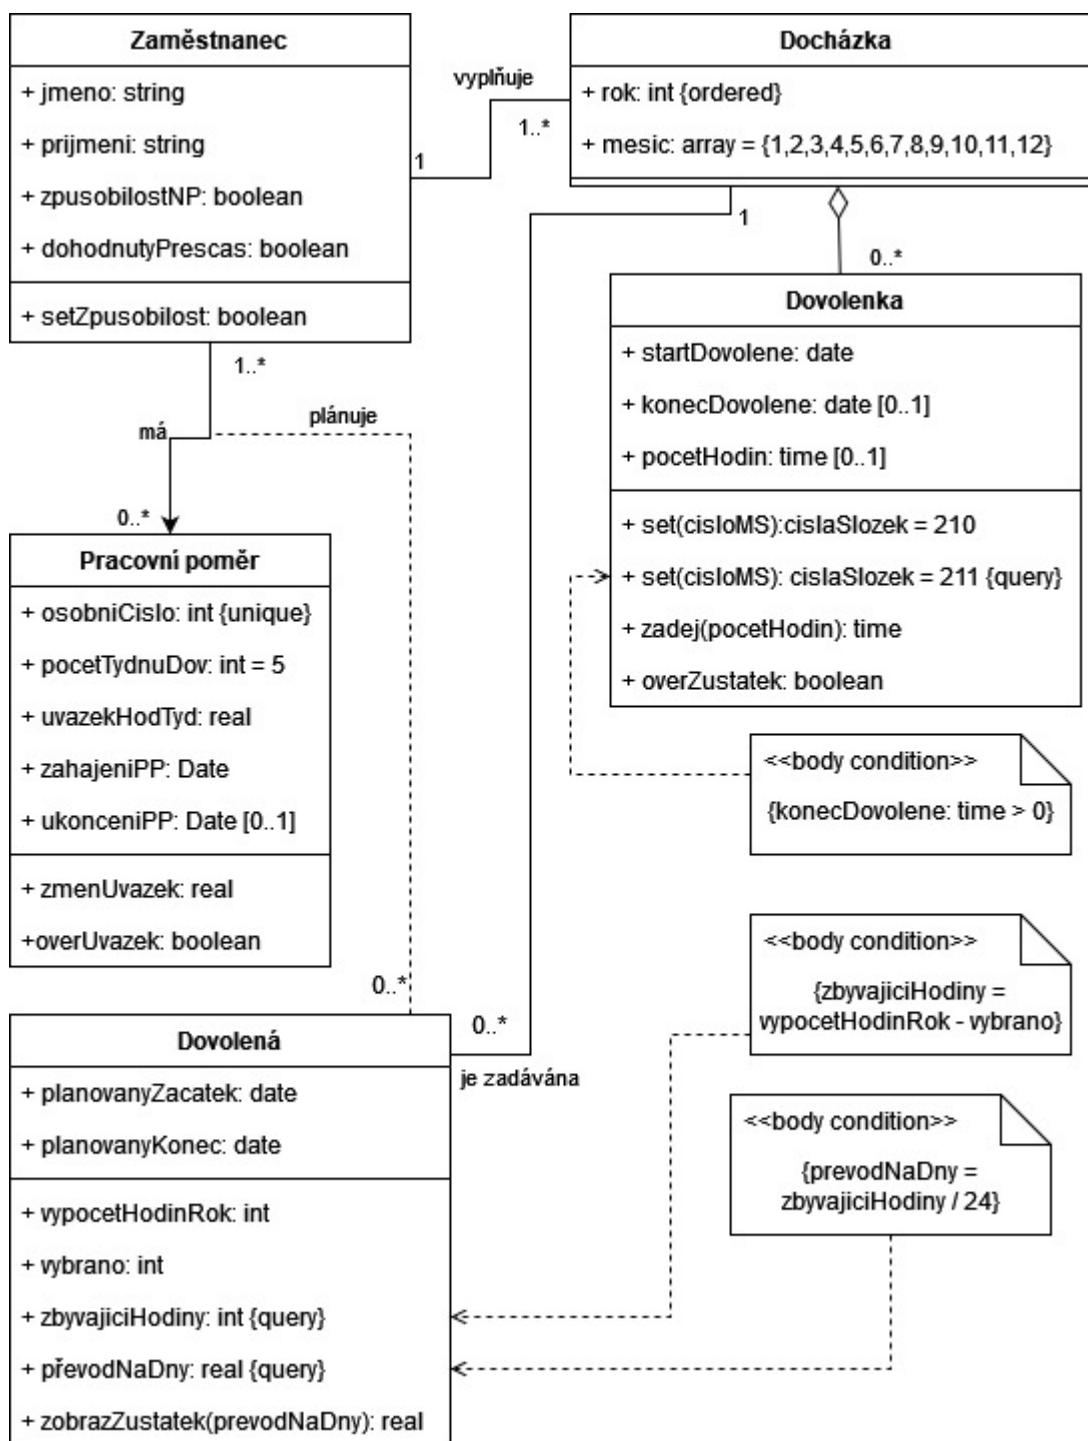 Zaměstnanec
+ jmeno: string
+ prijmeni: string
+ zpusobilostNP: boolean
+ dohodnutyPrescas: boolean
+ setZpusobilost: boolean
vyplňuje
1
1..*
Docházka
+ rok: int {ordered}
+ mesic: array = {1,2,3,4,5,6,7,8,9,10,11,12}
1
0..*
Dovolenka
+ startDovolene: date
+ konecDovolene: date [0..1]
+ pocetHodin: time [0..1]
+ set(cisloMS):cislaSlozek = 210
+ set(cisloMS): cislaSlozek = 211 {query}
+ zadej(pocetHodin): time
+ overZustatek: boolean
1..*
má
plánuje
0..*
Pracovní poměr
+ osobniCislo: int {unique}
+ pocetTydnuDov: int = 5
+ uvazekHodTyd: real
+ zahajeniPP: Date
+ ukonceniPP: Date [0..1]
+ zmenUvazek: real
+overUvazek: boolean
<<body condition>>
{konecDovolene: time > 0}
<<body condition>>
{zbyvajiciHodiny =
vypocetHodinRok - vybrano}
<<body condition>>
{prevodNaDny =
zbyvajiciHodiny / 24}
0..*
0..*
je zadávána
Dovolená
+ planovanyZacatek: date
+ planovanyKonec: date
+ vypocetHodinRok: int
+ vybrano: int
+ zbyvajiciHodiny: int {query}
+ převodNaDny: real {query}
+ zobrazZustatek(prevodNaDny): real